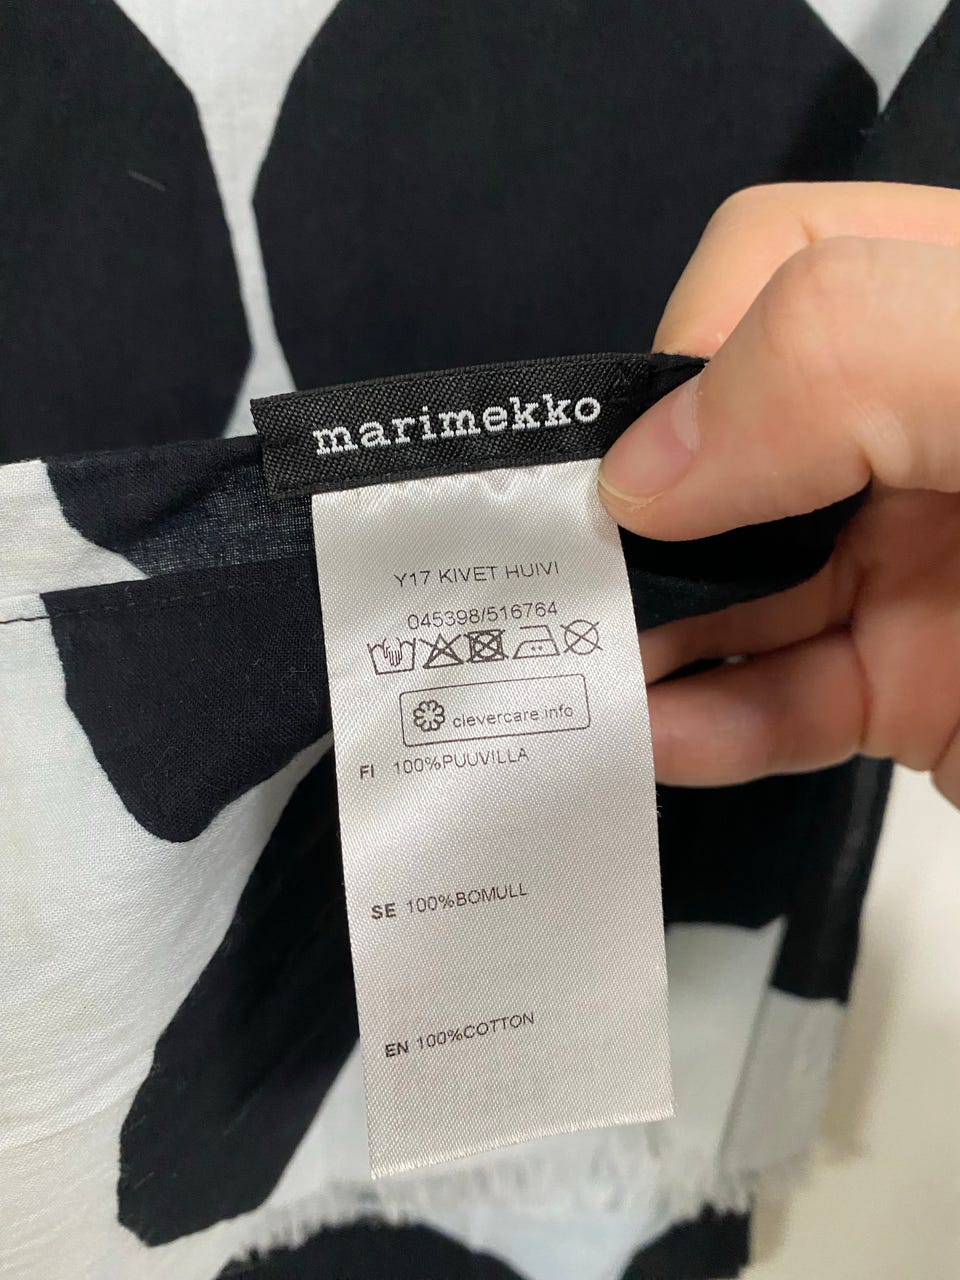 marimekko
Y17 KIVET HUIVI
045398/516764
clevercare info
FI 100%PUUVILLA
SE 100%BOMULL
EN 100%COTTON